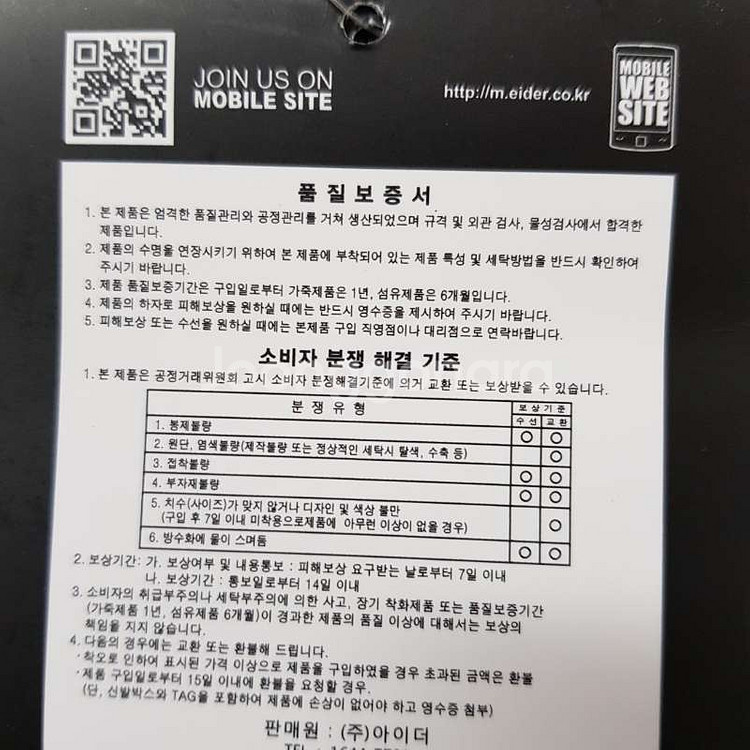 JOIN US ON
MOBILE SITE
http://m.eider.co.kr
MOBILE
WEB
SITE
품질보증서
1. 본 제품은 엄격한 품질관리와 공정관리를 거쳐 생산되었으며 규격 및 외관 검사, 물성검사에서 합격한
제품입니다.
2. 제품의 수명을 연장시키기 위하여 본 제품에 부착되어 있는 제품 특성 및 세탁방법을 반드시 확인하여
주시기 바랍니다.
3. 제품 품질보증기간은 구입일로부터 가죽제품은 1년, 섬유제품은 6개월입니다.
4. 제품의 하자로 피해보상을 원하실 때에는 반드시 영수증을 제시하여 주시기 바랍니다.
5. 피해보상 또는 수선을 원하실 때에는 본제품 구입 직영점이나 대리점으로 연락바랍니다.
소비자 분쟁 해결 기준
1. 본 제품은 공정거래위원회 고시 소비자 분쟁해결기준에 의거 교환 또는 보상받을 수 있습니다.
분 쟁 유 형 보 상 기 준
수 선 교 환
1. 봉제불량 ○ ○
2. 원단, 염색불량(제작불량 또는 정상적인 세탁시 탈색, 수축 등) ○
3. 접착불량 ○ ○
4. 부자재불량 ○ ○
5. 치수(사이즈)가 맞지 않거나 디자인 및 색상 불만
(구입 후 7일 이내 미착용으로제품에 아무런 이상이 없을 경우) ○
6. 방수화에 물이 스며듬 ○ ○
2. 보상기간: 가. 보상여부 및 내용통보 : 피해보상 요구받는 날로부터 7일 이내
나. 보상기간 : 통보일로부터 14일 이내
3. 소비자의 취급부주의나 세탁부주의에 의한 사고, 장기 착화제품 또는 품질보증기간
(가죽제품 1년, 섬유제품 6개월)이 경과한 제품의 품질 이상에 대해서는 보상의
책임을 지지 않습니다.
4. 다음의 경우에는 교환 또는 환불해 드립니다.
·착오로 인하여 표시된 가격 이상으로 제품을 구입하였을 경우 초과된 금액은 환불
·제품 구입일로부터 15일 이내에 환불을 요청할 경우.
(단, 신발박스와 TAG을 포함하여 제품에 손상이 없어야 하고 영수증 첨부)
판매원 : (주)아이더